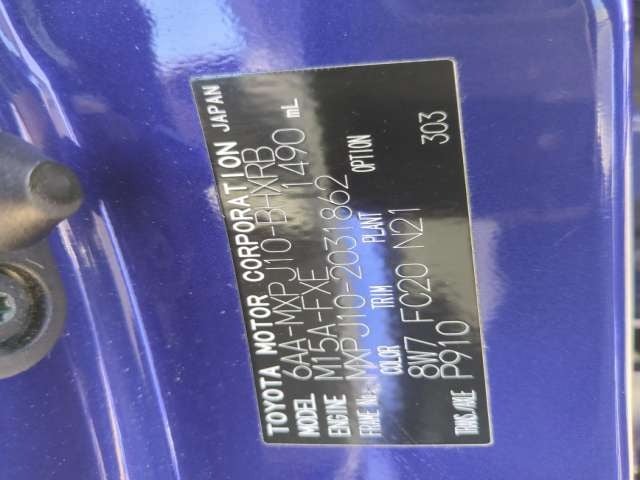 TOYOTA MOTOR CORPORATION JAPAN
MODEL 6AA-MXPJ10-BHXRB
ENGINE M15A-FXE 1490 mL
FRAME No. MXPJ10-2031862
COLOR TRIM PLANT OPTION
8W7 FC20 N21 303
TRANS/AXLE P910